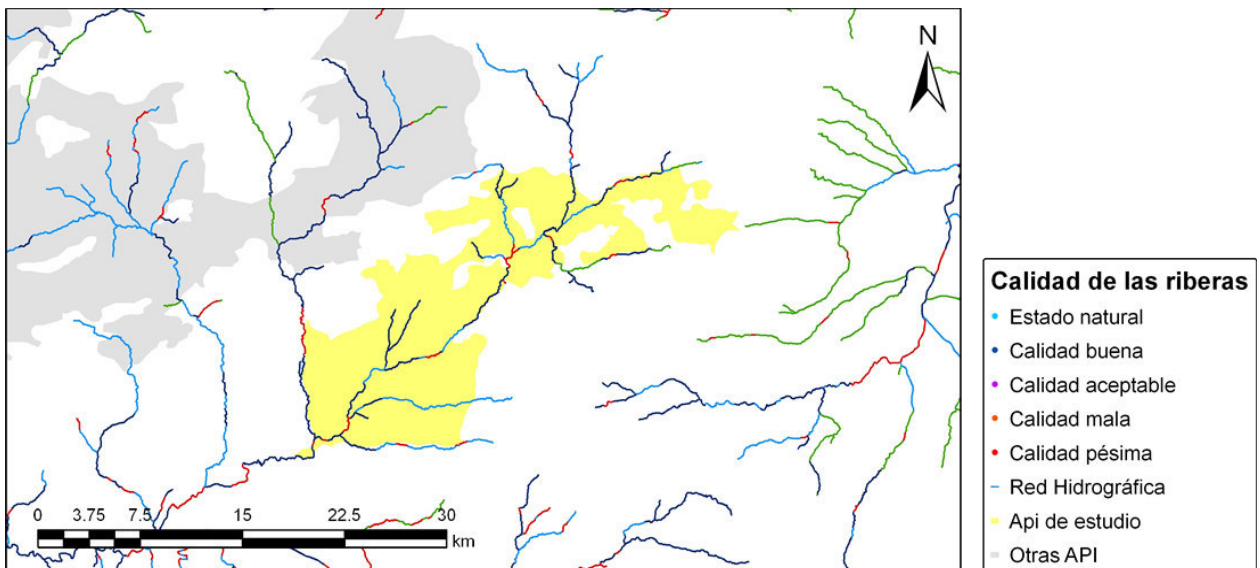 N
0 3.75 7.5 15 22.5 30
km
Calidad de las riberas
Estado natural
Calidad buena
Calidad aceptable
Calidad mala
Calidad pésima
Red Hidrográfica
Api de estudio
Otras API